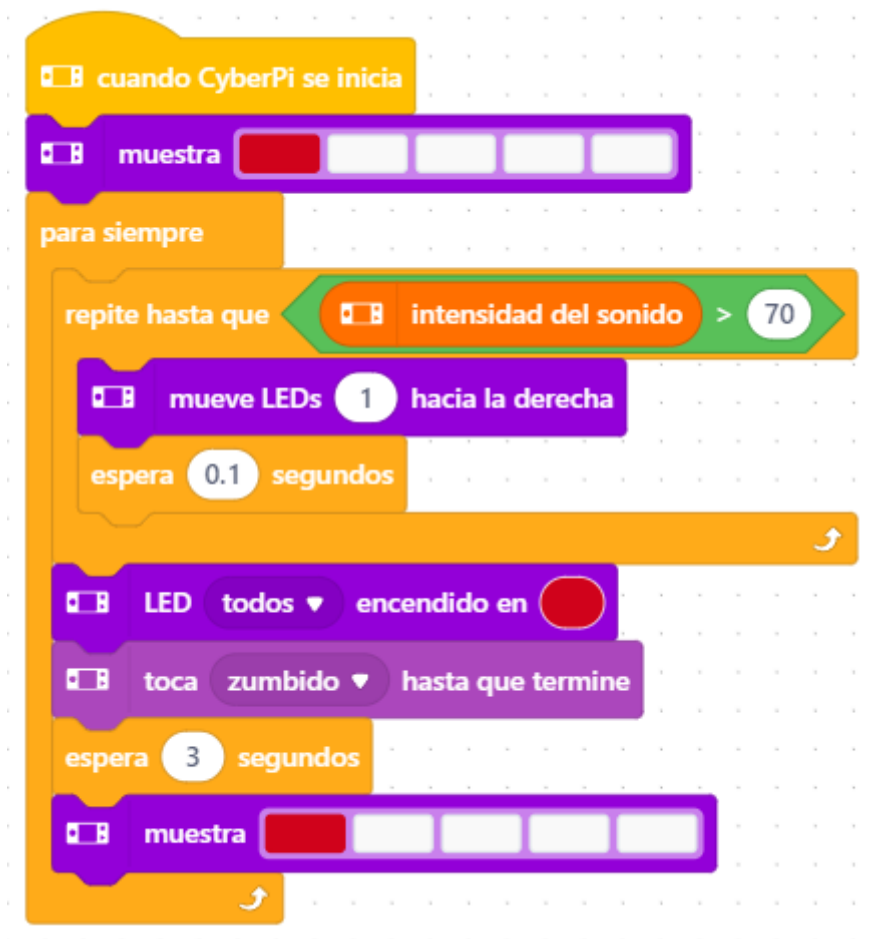 cuando CyberPi se inicia
muestra
para siempre
repite hasta que intensidad del sonido > 70
mueve LEDs 1 hacia la derecha
espera 0.1 segundos
LED todos encendido en
toca zumbido hasta que termine
espera 3 segundos
muestra